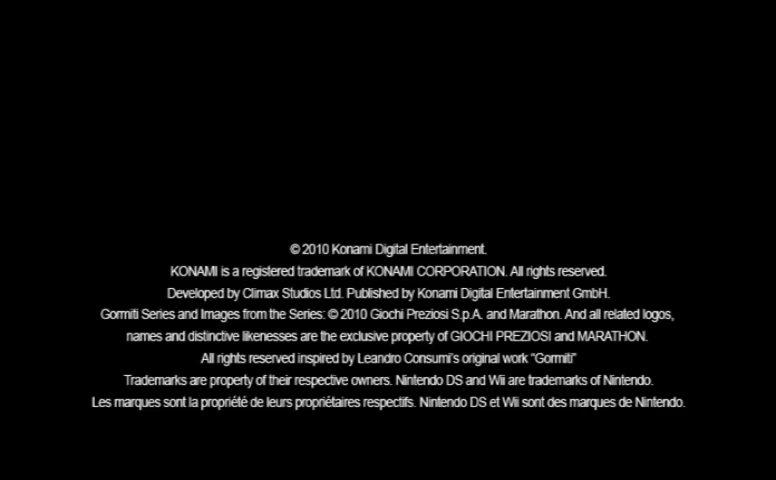 © 2010 Konami Digital Entertainment.
KONAMI is a registered trademark of KONAMI CORPORATION. All rights reserved.
Developed by Climax Studios Ltd. Published by Konami Digital Entertainment GmbH.
Gormiti Series and Images from the Series: © 2010 Giochi Preziosi S.p.A. and Marathon. And all related logos,
names and distinctive likenesses are the exclusive property of GIOCHI PREZIOSI and MARATHON.
All rights reserved inspired by Leandro Consumi's original work "Gormiti"
Trademarks are property of their respective owners. Nintendo DS and Wii are trademarks of Nintendo.
Les marques sont la propriété de leurs propriétaires respectifs. Nintendo DS et Wii sont des marques de Nintendo.